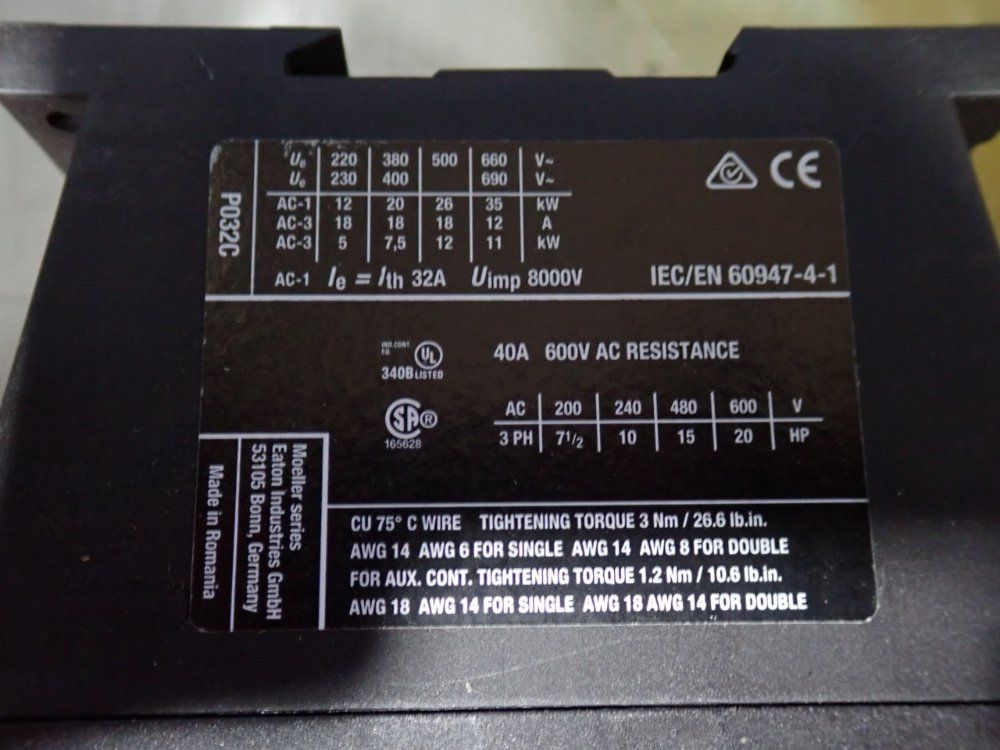 P032C
Ue 220 380 500 660 V~
Ue 230 400 690 V~
AC-1 12 20 26 35 kW
AC-3 18 18 18 12 A
AC-3 5 7,5 12 11 kW
AC-1 Ie = Ith 32A Uimp 8000V
CE
IEC/EN 60947-4-1
IND.CONT.
UL
340B LISTED
40A 600V AC RESISTANCE
SA ®
165628
AC 200 240 480 600 V
3 PH 7 1/2 10 15 20 HP
Moeller series
Eaton Industries GmbH
53105 Bonn, Germany
Made in Romania
CU 75° C WIRE TIGHTENING TORQUE 3 Nm / 26.6 lb.in.
AWG 14 AWG 6 FOR SINGLE AWG 14 AWG 8 FOR DOUBLE
FOR AUX. CONT. TIGHTENING TORQUE 1.2 Nm / 10.6 lb.in.
AWG 18 AWG 14 FOR SINGLE AWG 18 AWG 14 FOR DOUBLE